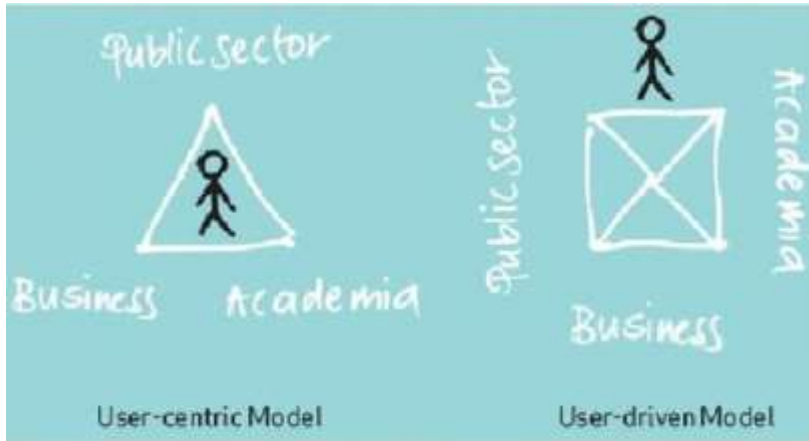 Public sector
Business
Academia
User-centric Model
Public sector
Academia
Business
User-driven Model